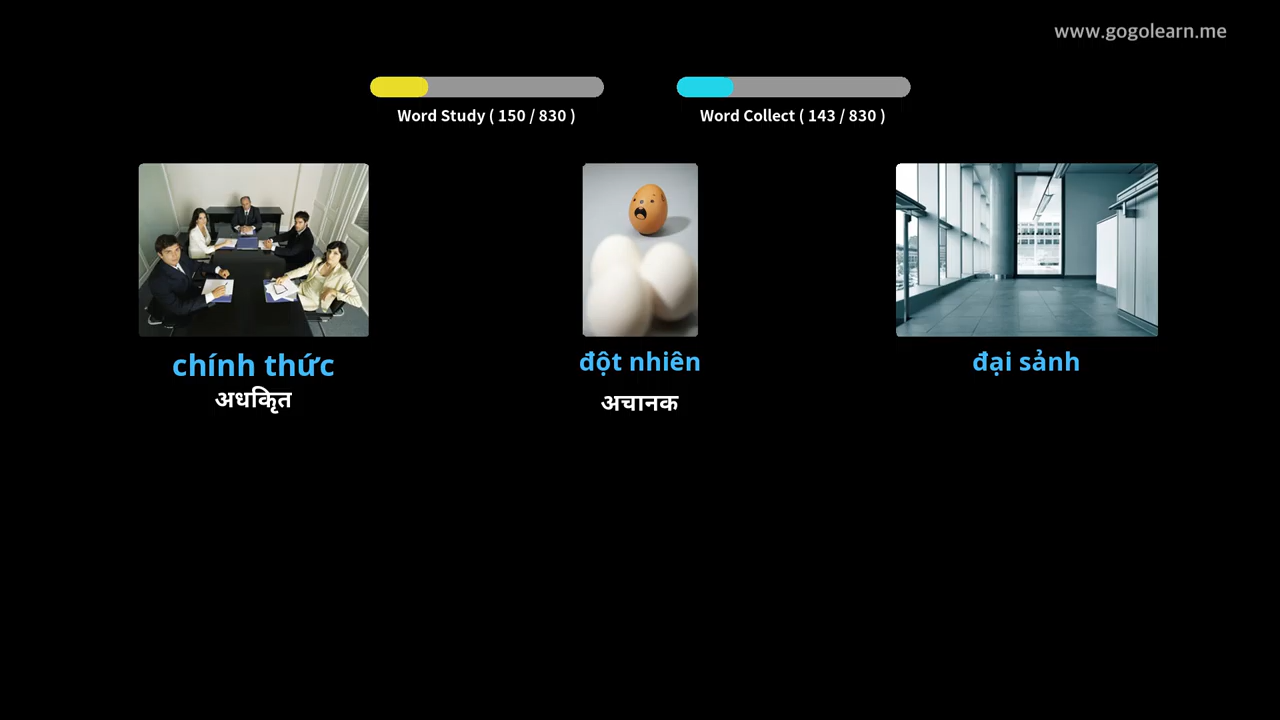 www.gogolearn.me
Word Study ( 150 / 830 )
Word Collect ( 143 / 830 )
chính thức
अधिकृत
đột nhiên
अचानक
đại sảnh